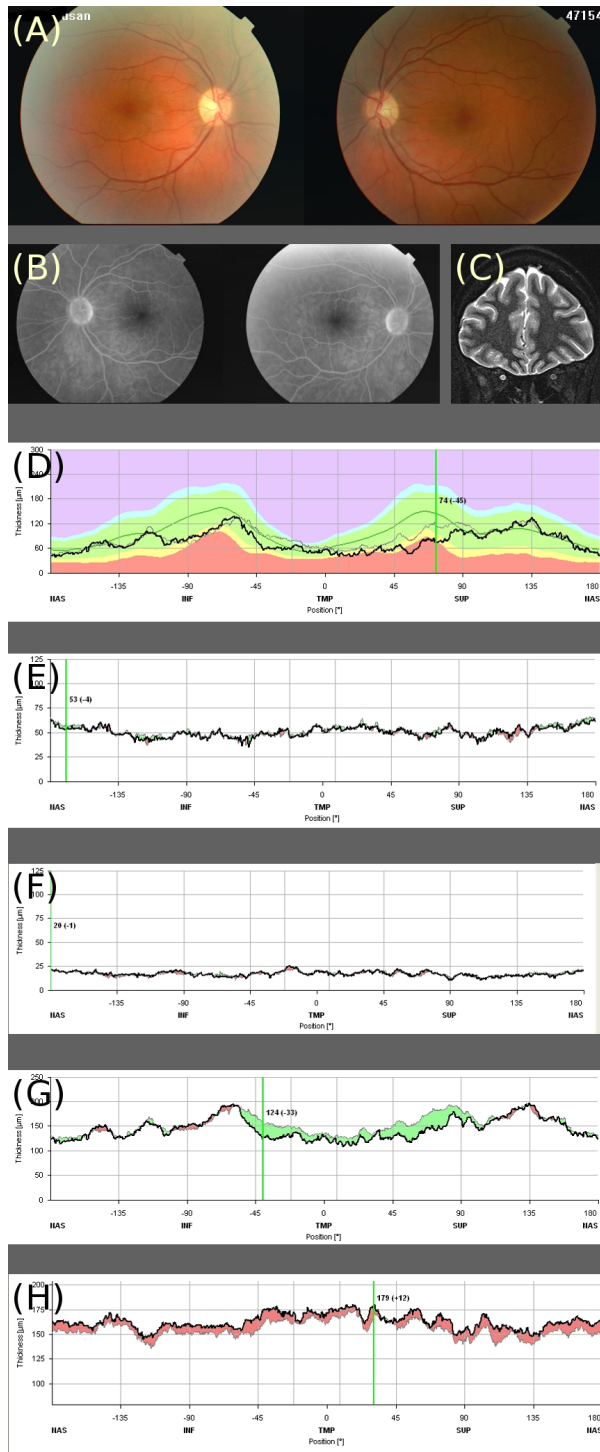 (A)
usan
47154
(B)
(C)
(D)
300
240
180
120
60
0
Thickness [µm]
74 (-45)
-135 -90 -45 0 45 90 135 180
NAS INF TMP SUP NAS
Position [°]
(E)
125
100
75
50
25
0
Thickness [µm]
53 (-4)
-135 -90 -45 0 45 90 135 180
NAS INF TMP SUP NAS
Position [°]
(F)
125
100
75
50
25
0
Thickness [µm]
20 (-1)
-135 -90 -45 0 45 90 135 180
NAS INF TMP SUP NAS
Position [°]
(G)
250
200
150
100
50
0
Thickness [µm]
124 (-33)
-135 -90 -45 0 45 90 135 180
NAS INF TMP SUP NAS
Position [°]
(H)
200
175
150
125
100
Thickness [µm]
179 (+12)
-135 -90 -45 0 45 90 135 180
NAS INF TMP SUP NAS
Position [°]